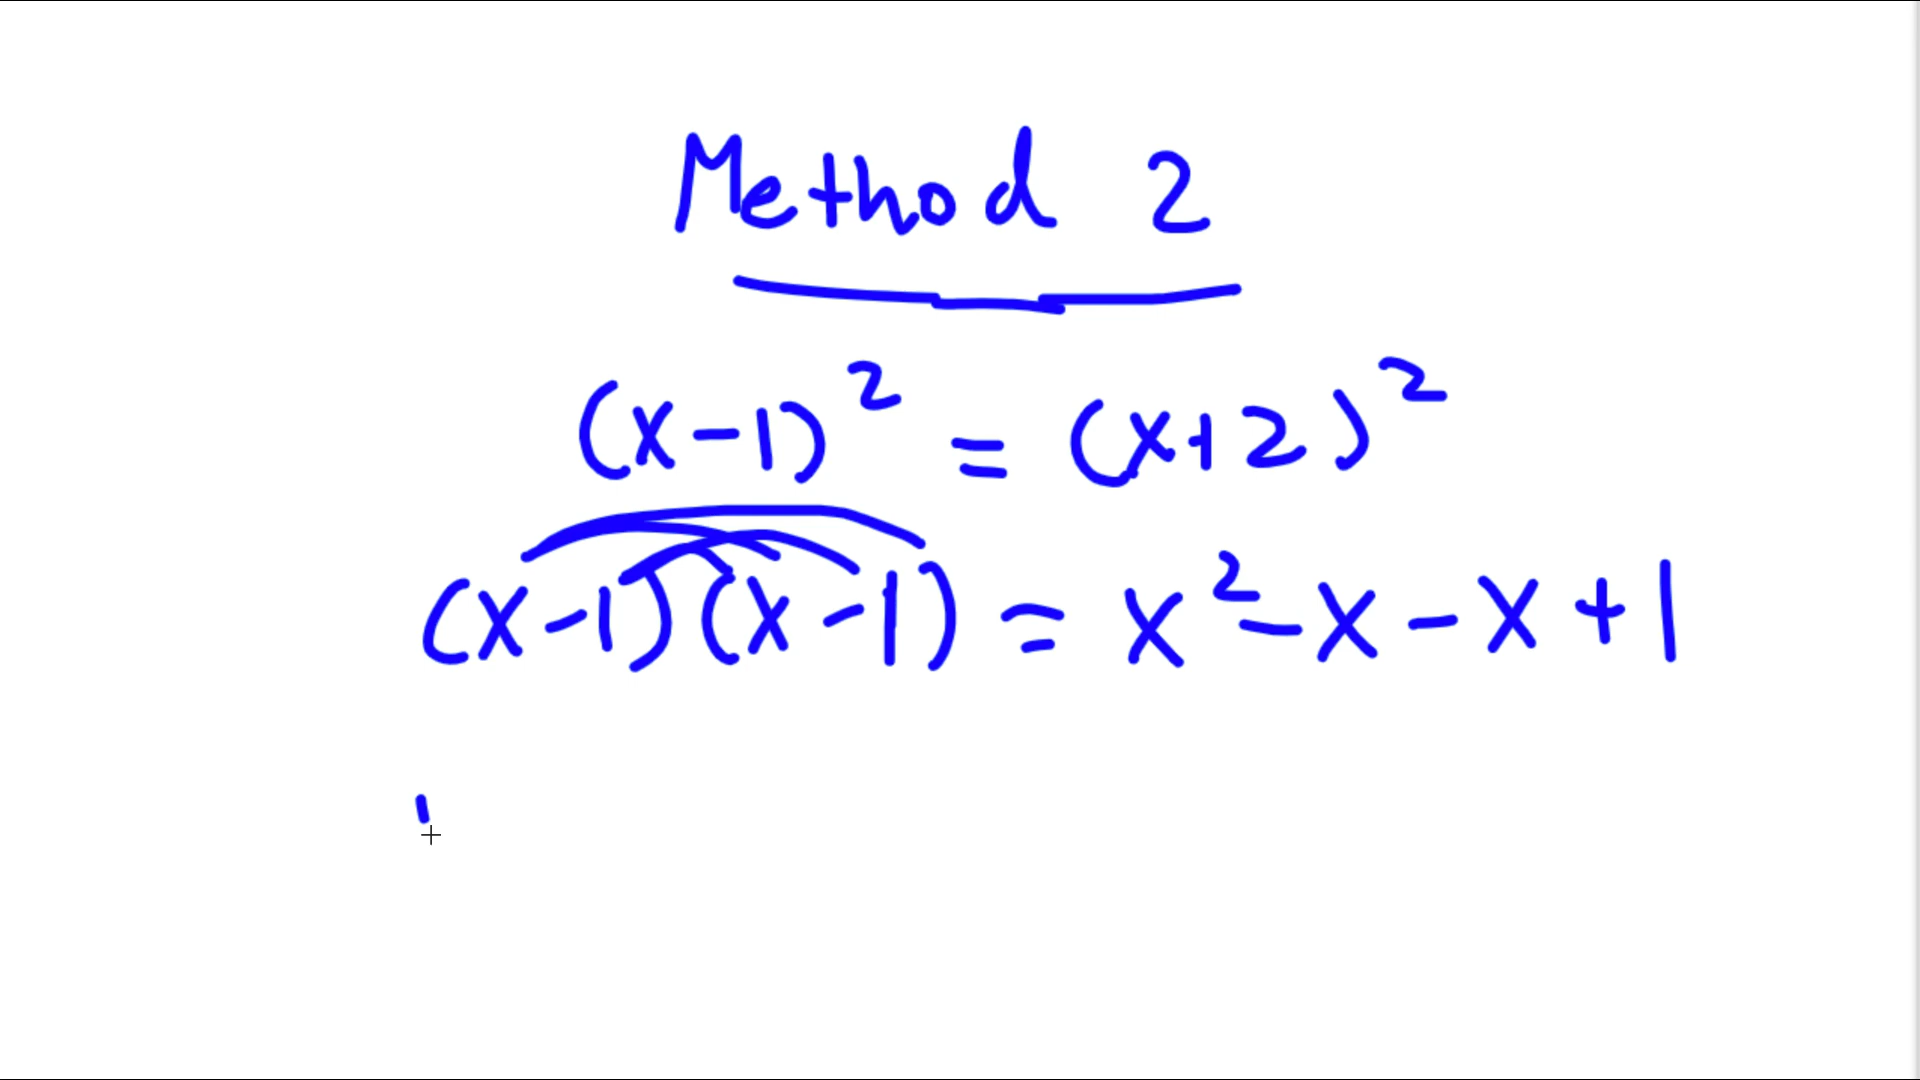 Method 2
(x-1)² = (x+2)²
(x-1)(x-1) = x²-x-x+1